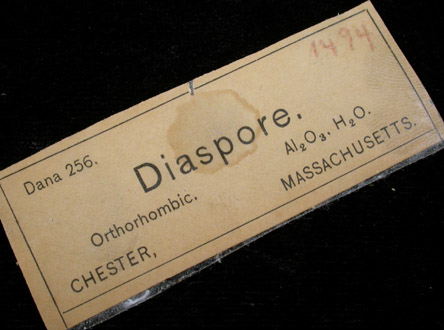 1494
Dana 256.
Diaspore.
Orthorhombic.
Al₂O₃, H₂O.
CHESTER,
MASSACHUSETTS.